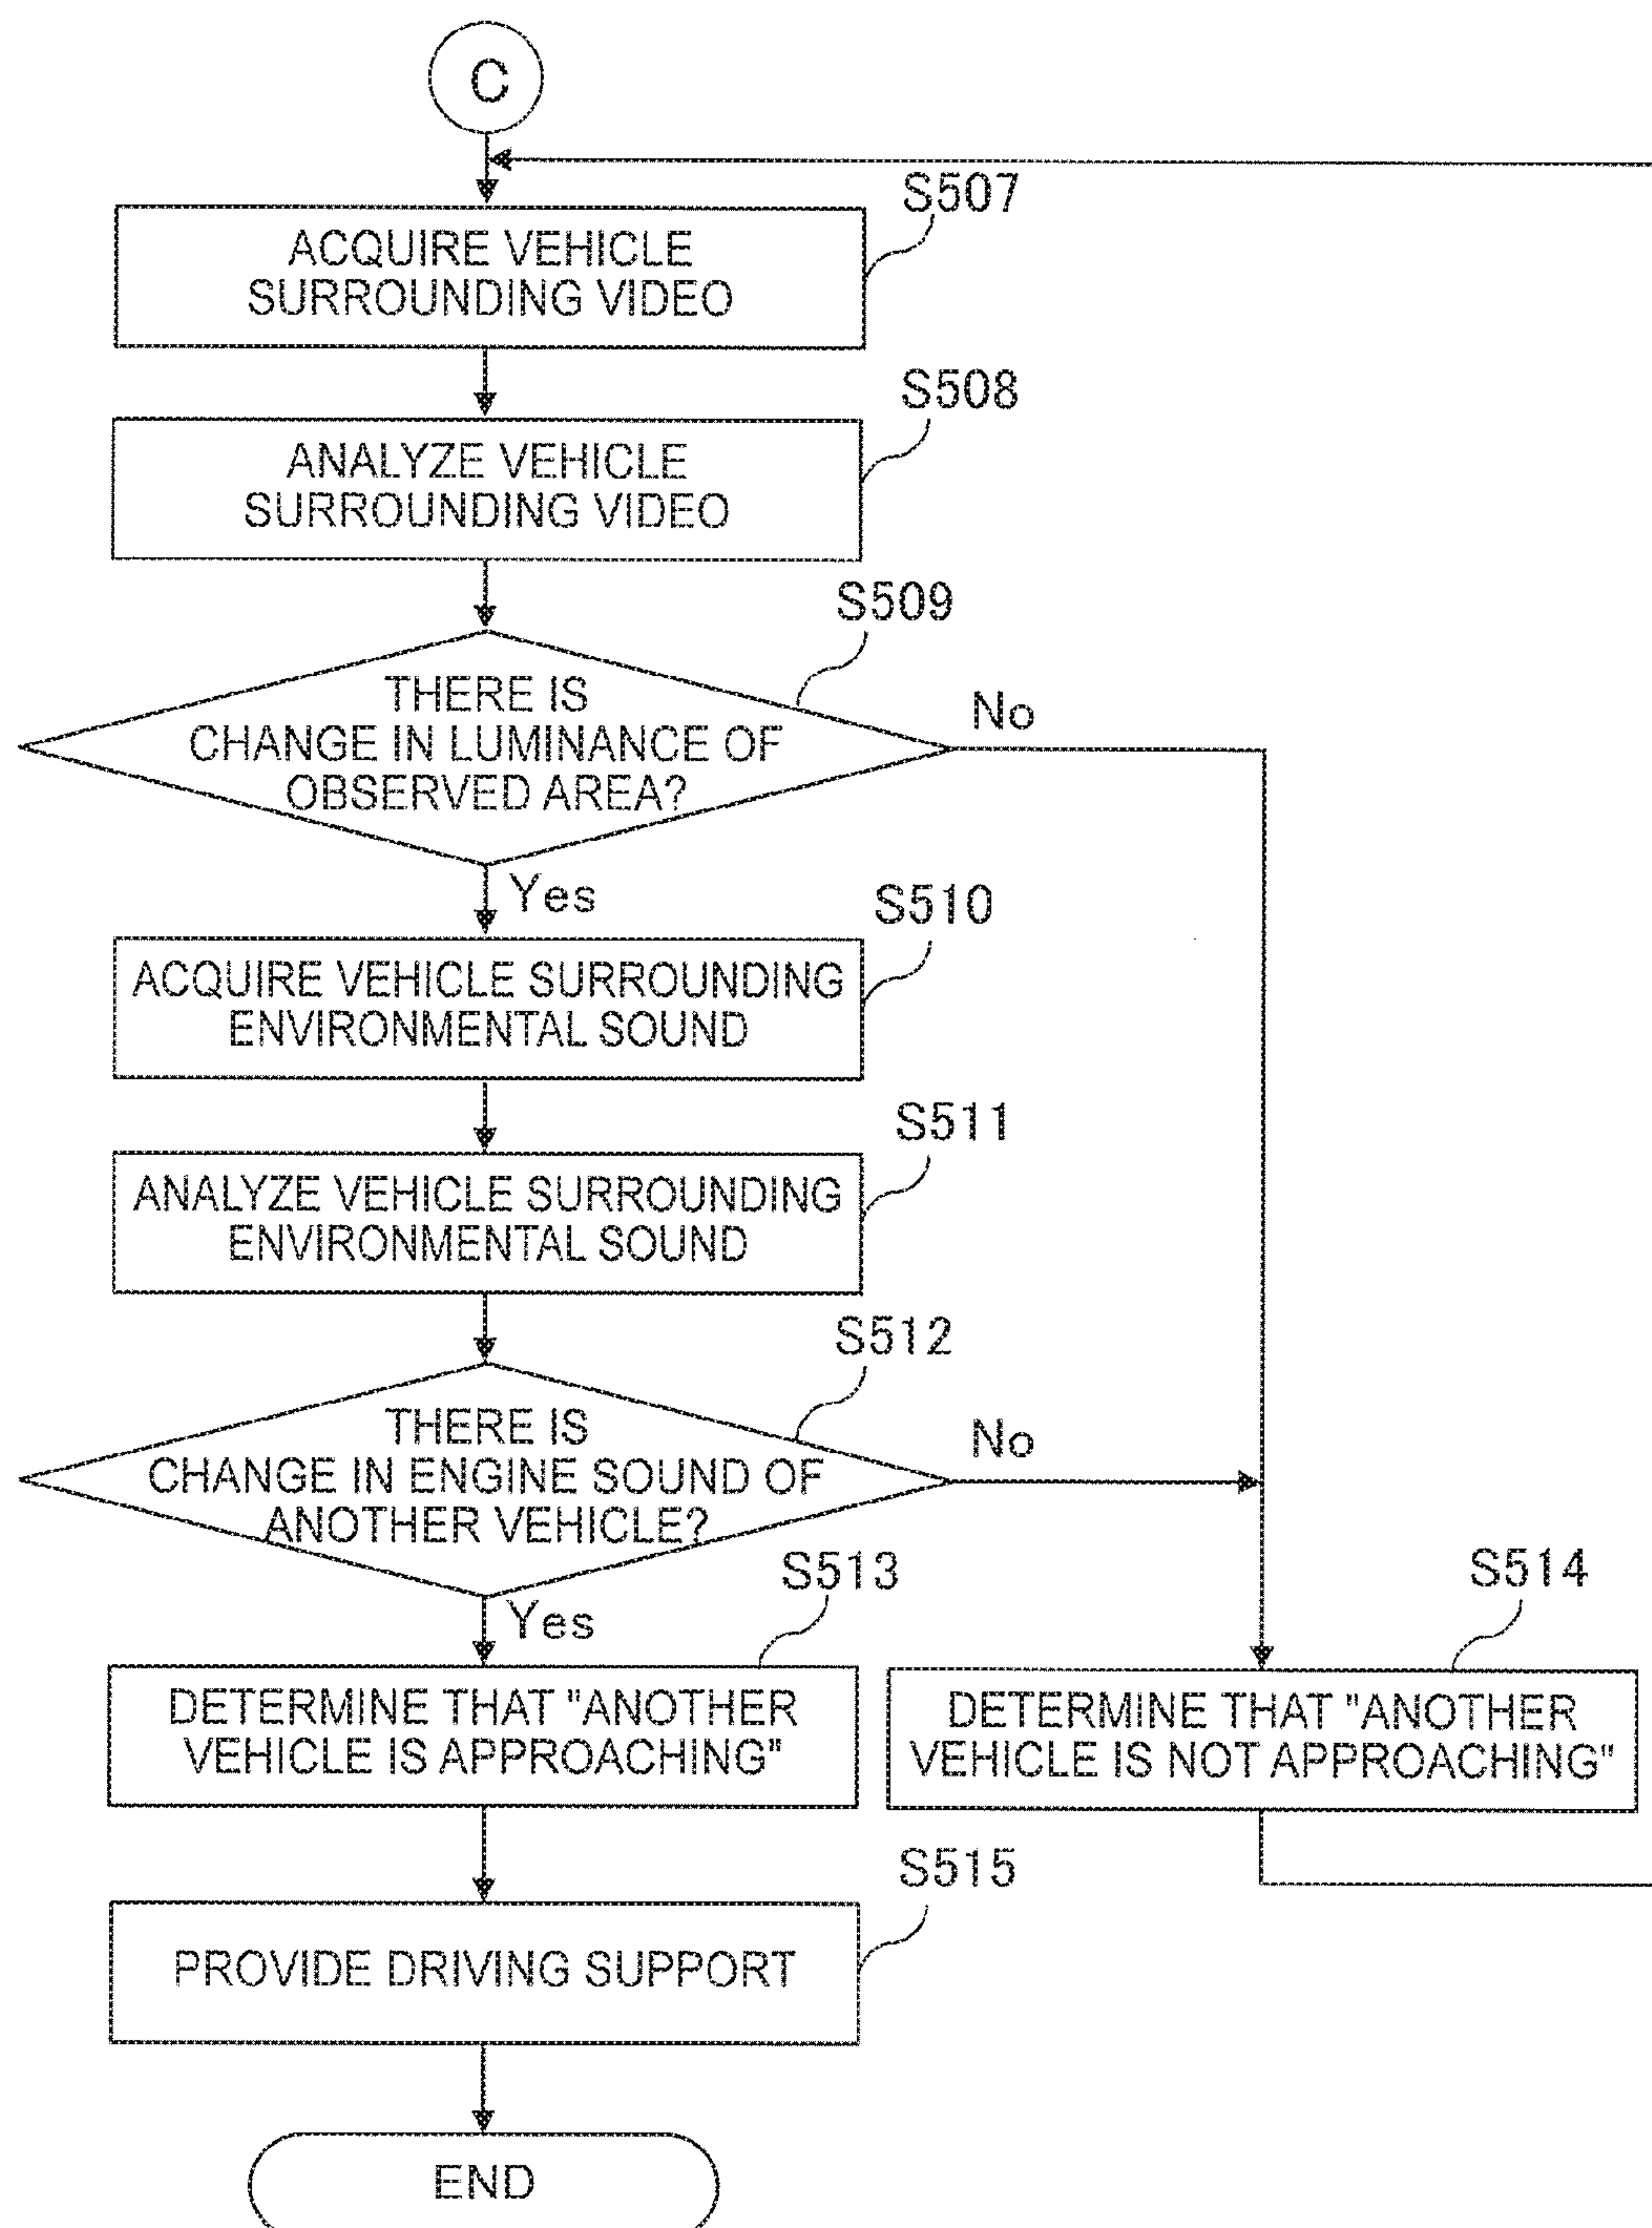 C
S507
ACQUIRE VEHICLE
SURROUNDING VIDEO
S508
ANALYZE VEHICLE
SURROUNDING VIDEO
S509
THERE IS
CHANGE IN LUMINANCE OF
OBSERVED AREA?
No
Yes
S510
ACQUIRE VEHICLE SURROUNDING
ENVIRONMENTAL SOUND
S511
ANALYZE VEHICLE SURROUNDING
ENVIRONMENTAL SOUND
S512
THERE IS
CHANGE IN ENGINE SOUND OF
ANOTHER VEHICLE?
No
Yes
S513
DETERMINE THAT "ANOTHER
VEHICLE IS APPROACHING"
S514
DETERMINE THAT "ANOTHER
VEHICLE IS NOT APPROACHING"
S515
PROVIDE DRIVING SUPPORT
END